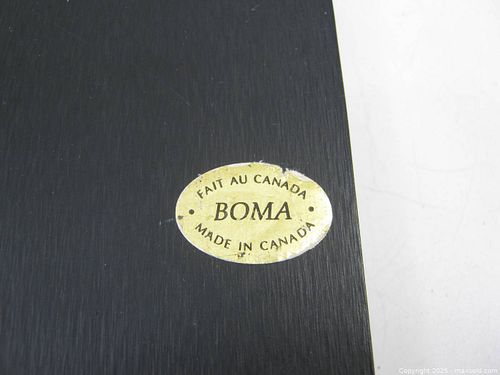 FAIT AU CANADA
• BOMA •
MADE IN CANADA
Copyright 2025 - maxsold.com